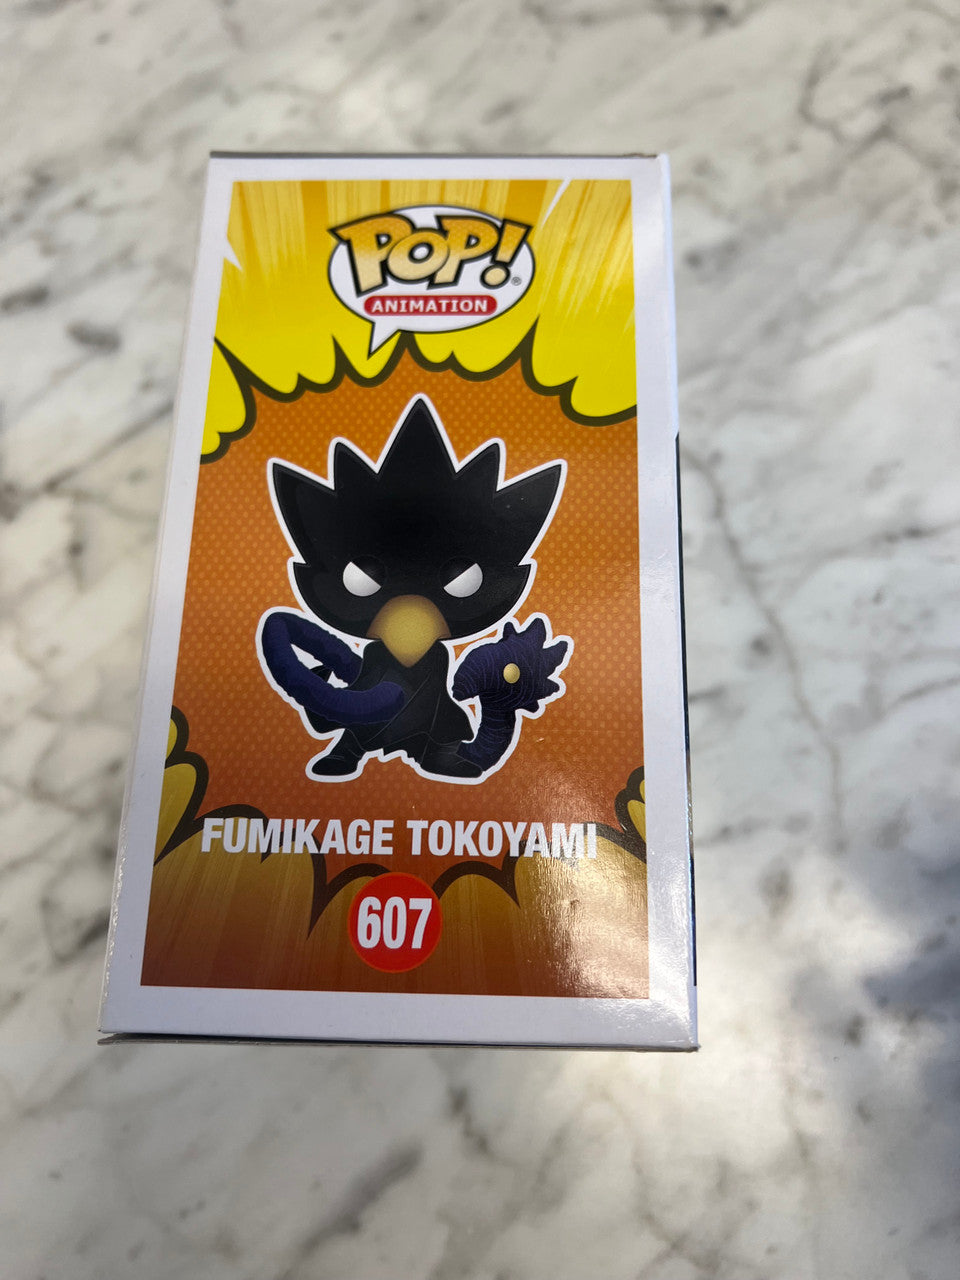 POP!®
ANIMATION
FUMIKAGE TOKOYAMI
607